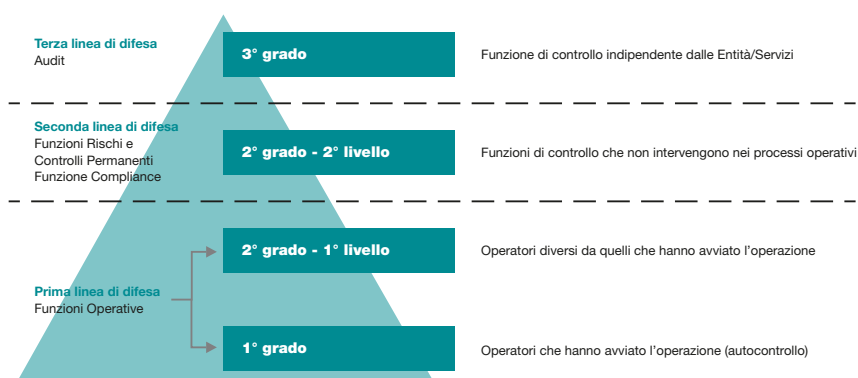 Terza linea di difesa
Audit
3° grado
Funzione di controllo indipendente dalle Entità/Servizi
Seconda linea di difesa
Funzioni Rischi e
Controlli Permanenti
Funzione Compliance
2° grado - 2° livello
Funzioni di controllo che non intervengono nei processi operativi
2° grado - 1° livello
Operatori diversi da quelli che hanno avviato l'operazione
Prima linea di difesa
Funzioni Operative
1° grado
Operatori che hanno avviato l'operazione (autocontrollo)